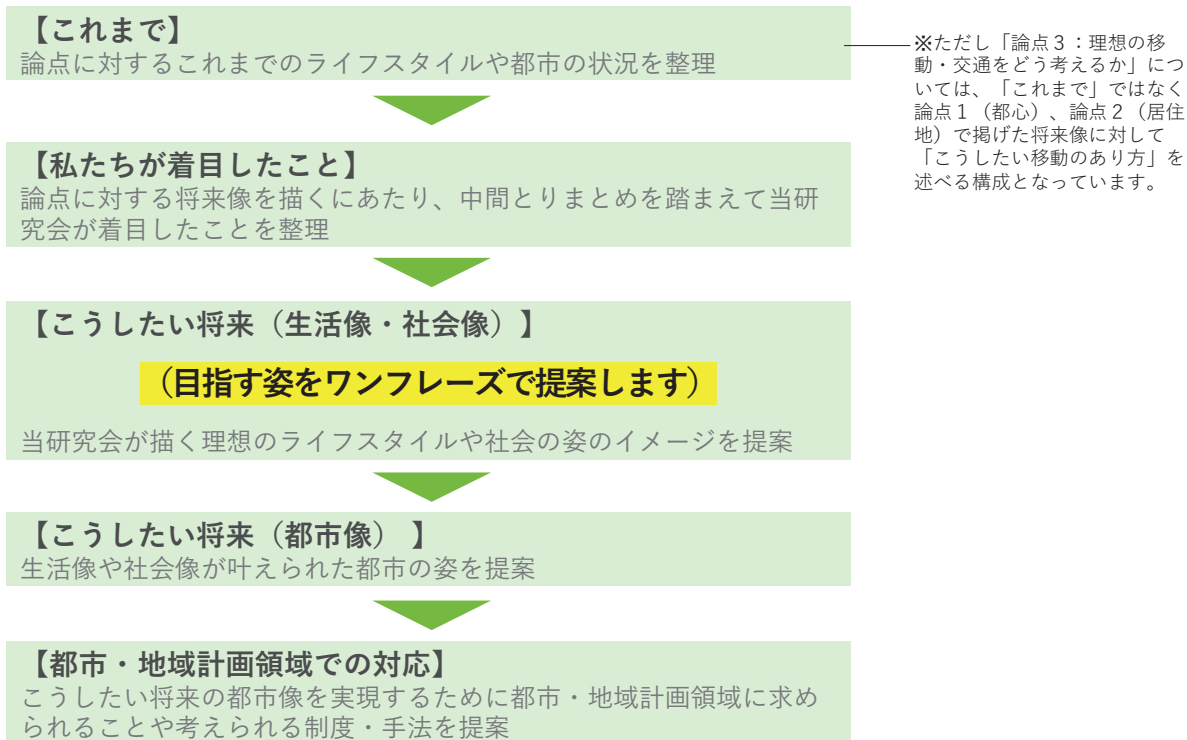 【これまで】
論点に対するこれまでのライフスタイルや都市の状況を整理
※ただし「論点３：理想の移
動・交通をどう考えるか」につ
いては、「これまで」ではなく
論点１（都心）、論点２（居住
地）で掲げた将来像に対して
「こうしたい移動のあり方」を
述べる構成となっています。
【私たちが着目したこと】
論点に対する将来像を描くにあたり、中間とりまとめを踏まえて当研
究会が着目したことを整理
【こうしたい将来（生活像・社会像）】
（目指す姿をワンフレーズで提案します）
当研究会が描く理想のライフスタイルや社会の姿のイメージを提案
【こうしたい将来（都市像） 】
生活像や社会像が叶えられた都市の姿を提案
【都市・地域計画領域での対応】
こうしたい将来の都市像を実現するために都市・地域計画領域に求め
られることや考えられる制度・手法を提案